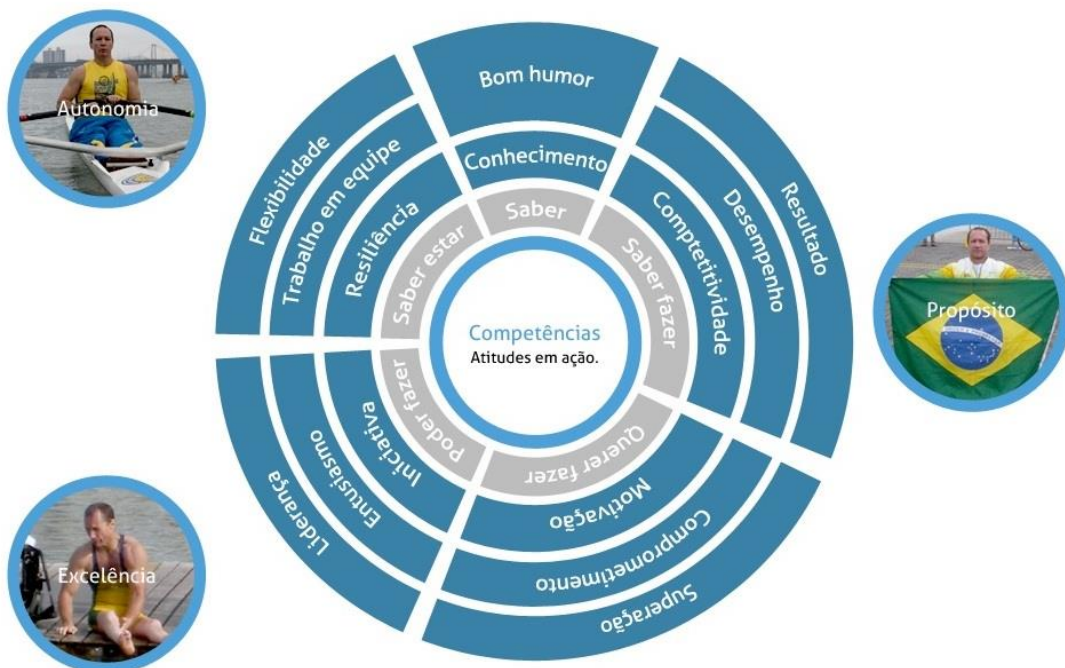 Autonomia
Propósito
Excelência
Competências
Atitudes em ação.
Saber
Conhecimento
Bom humor
Saber fazer
Comptetitividade
Desempenho
Resultado
Querer fazer
Motivação
Comprometimento
Superação
Poder fazer
Iniciativa
Entusiasmo
Liderança
Saber estar
Resiliência
Trabalho em equipe
Flexibilidade